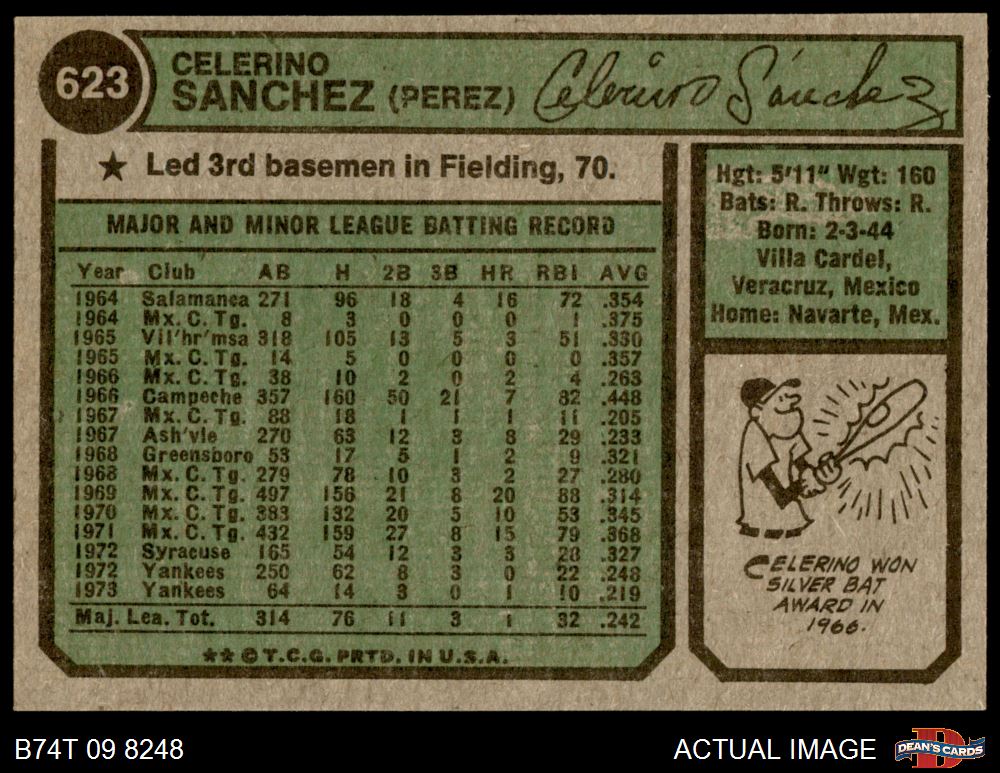 623
CELERINO
SANCHEZ (PEREZ)
Celerino Sánchez
★ Led 3rd basemen in Fielding, 70.
MAJOR AND MINOR LEAGUE BATTING RECORD
Year Club AB H 2B 3B HR RBI AVG
1964 Salamanca 271 96 18 4 16 72 .354
1964 Mx. C. Tg. 8 3 0 0 0 1 .375
1965 Vil'hr'msa 318 105 13 5 3 51 .330
1965 Mx. C. Tg. 14 5 0 0 0 0 .357
1966 Mx. C. Tg. 38 10 2 0 2 4 .263
1966 Campeche 357 160 50 21 7 82 .448
1967 Mx. C. Tg. 88 18 1 1 1 11 .205
1967 Ash'vle 270 63 12 3 8 29 .233
1968 Greensboro 53 17 5 1 2 9 .321
1968 Mx. C. Tg. 279 78 10 3 2 27 .280
1969 Mx. C. Tg. 497 156 21 8 20 88 .314
1970 Mx. C. Tg. 383 132 20 5 10 53 .345
1971 Mx. C. Tg. 432 159 27 8 15 79 .368
1972 Syracuse 165 54 12 3 3 28 .327
1972 Yankees 250 62 8 3 0 22 .248
1973 Yankees 64 14 3 0 1 10 .219
Maj. Lea. Tot. 314 76 11 3 1 32 .242
★★ © T.C.G. PRTD. IN U.S.A.
Hgt: 5'11" Wgt: 160
Bats: R. Throws: R.
Born: 2-3-44
Villa Cardel,
Veracruz, Mexico
Home: Navarte, Mex.
CELERINO WON
SILVER BAT
AWARD IN
1966.
B74T 09 8248
ACTUAL IMAGE
DEAN'S CARDS